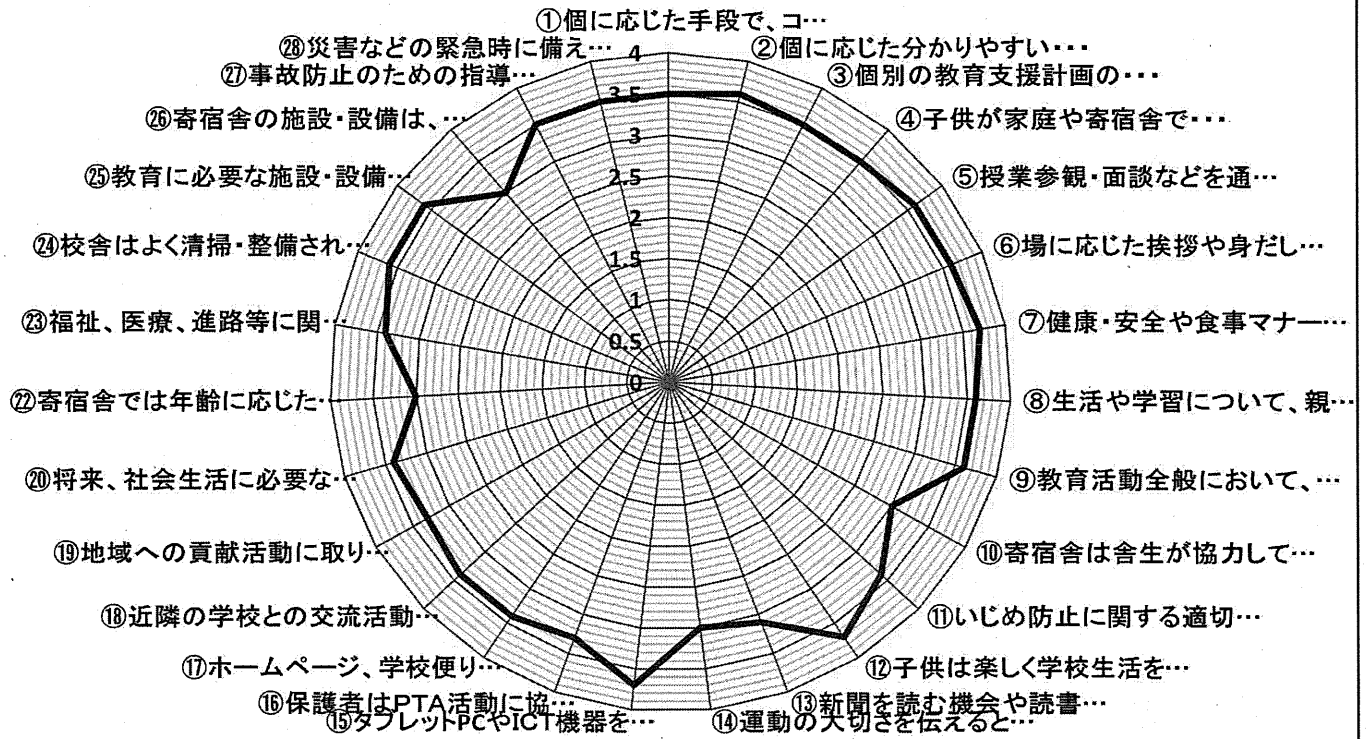 ①個に応じた手段で、コ…
②個に応じた分かりやすい・・・
③個別の教育支援計画の・・・
④子供が家庭や寄宿舎で・・・
⑤授業参観・面談などを通…
⑥場に応じた挨拶や身だし…
⑦健康・安全や食事マナー…
⑧生活や学習について、親…
⑨教育活動全般において、…
⑩寄宿舎は舎生が協力して…
⑪いじめ防止に関する適切…
⑫子供は楽しく学校生活を…
⑬新聞を読む機会や読書…
⑭運動の大切さを伝えると…
⑮タブレットPCやICT機器を…
⑯保護者はPTA活動に協…
⑰ホームページ、学校便り…
⑱近隣の学校との交流活動…
⑲地域への貢献活動に取り…
⑳将来、社会生活に必要な…
㉒寄宿舎では年齢に応じた…
㉓福祉、医療、進路等に関…
㉔校舎はよく清掃・整備され…
㉕教育に必要な施設・設備…
㉖寄宿舎の施設・設備は、…
㉗事故防止のための指導…
㉘災害などの緊急時に備え…
4
3.5
3
2.5
2
1.5
1
0.5
0